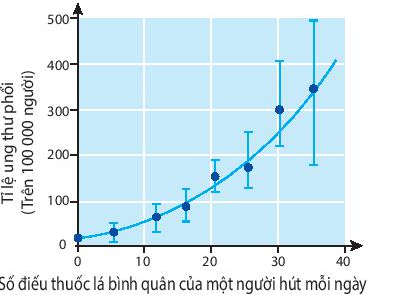 500
400
300
200
100
0
Tỉ lệ ung thư phổi
(Trên 100 000 người)
0 10 20 30 40
Số điếu thuốc lá bình quân của một người hút mỗi ngày